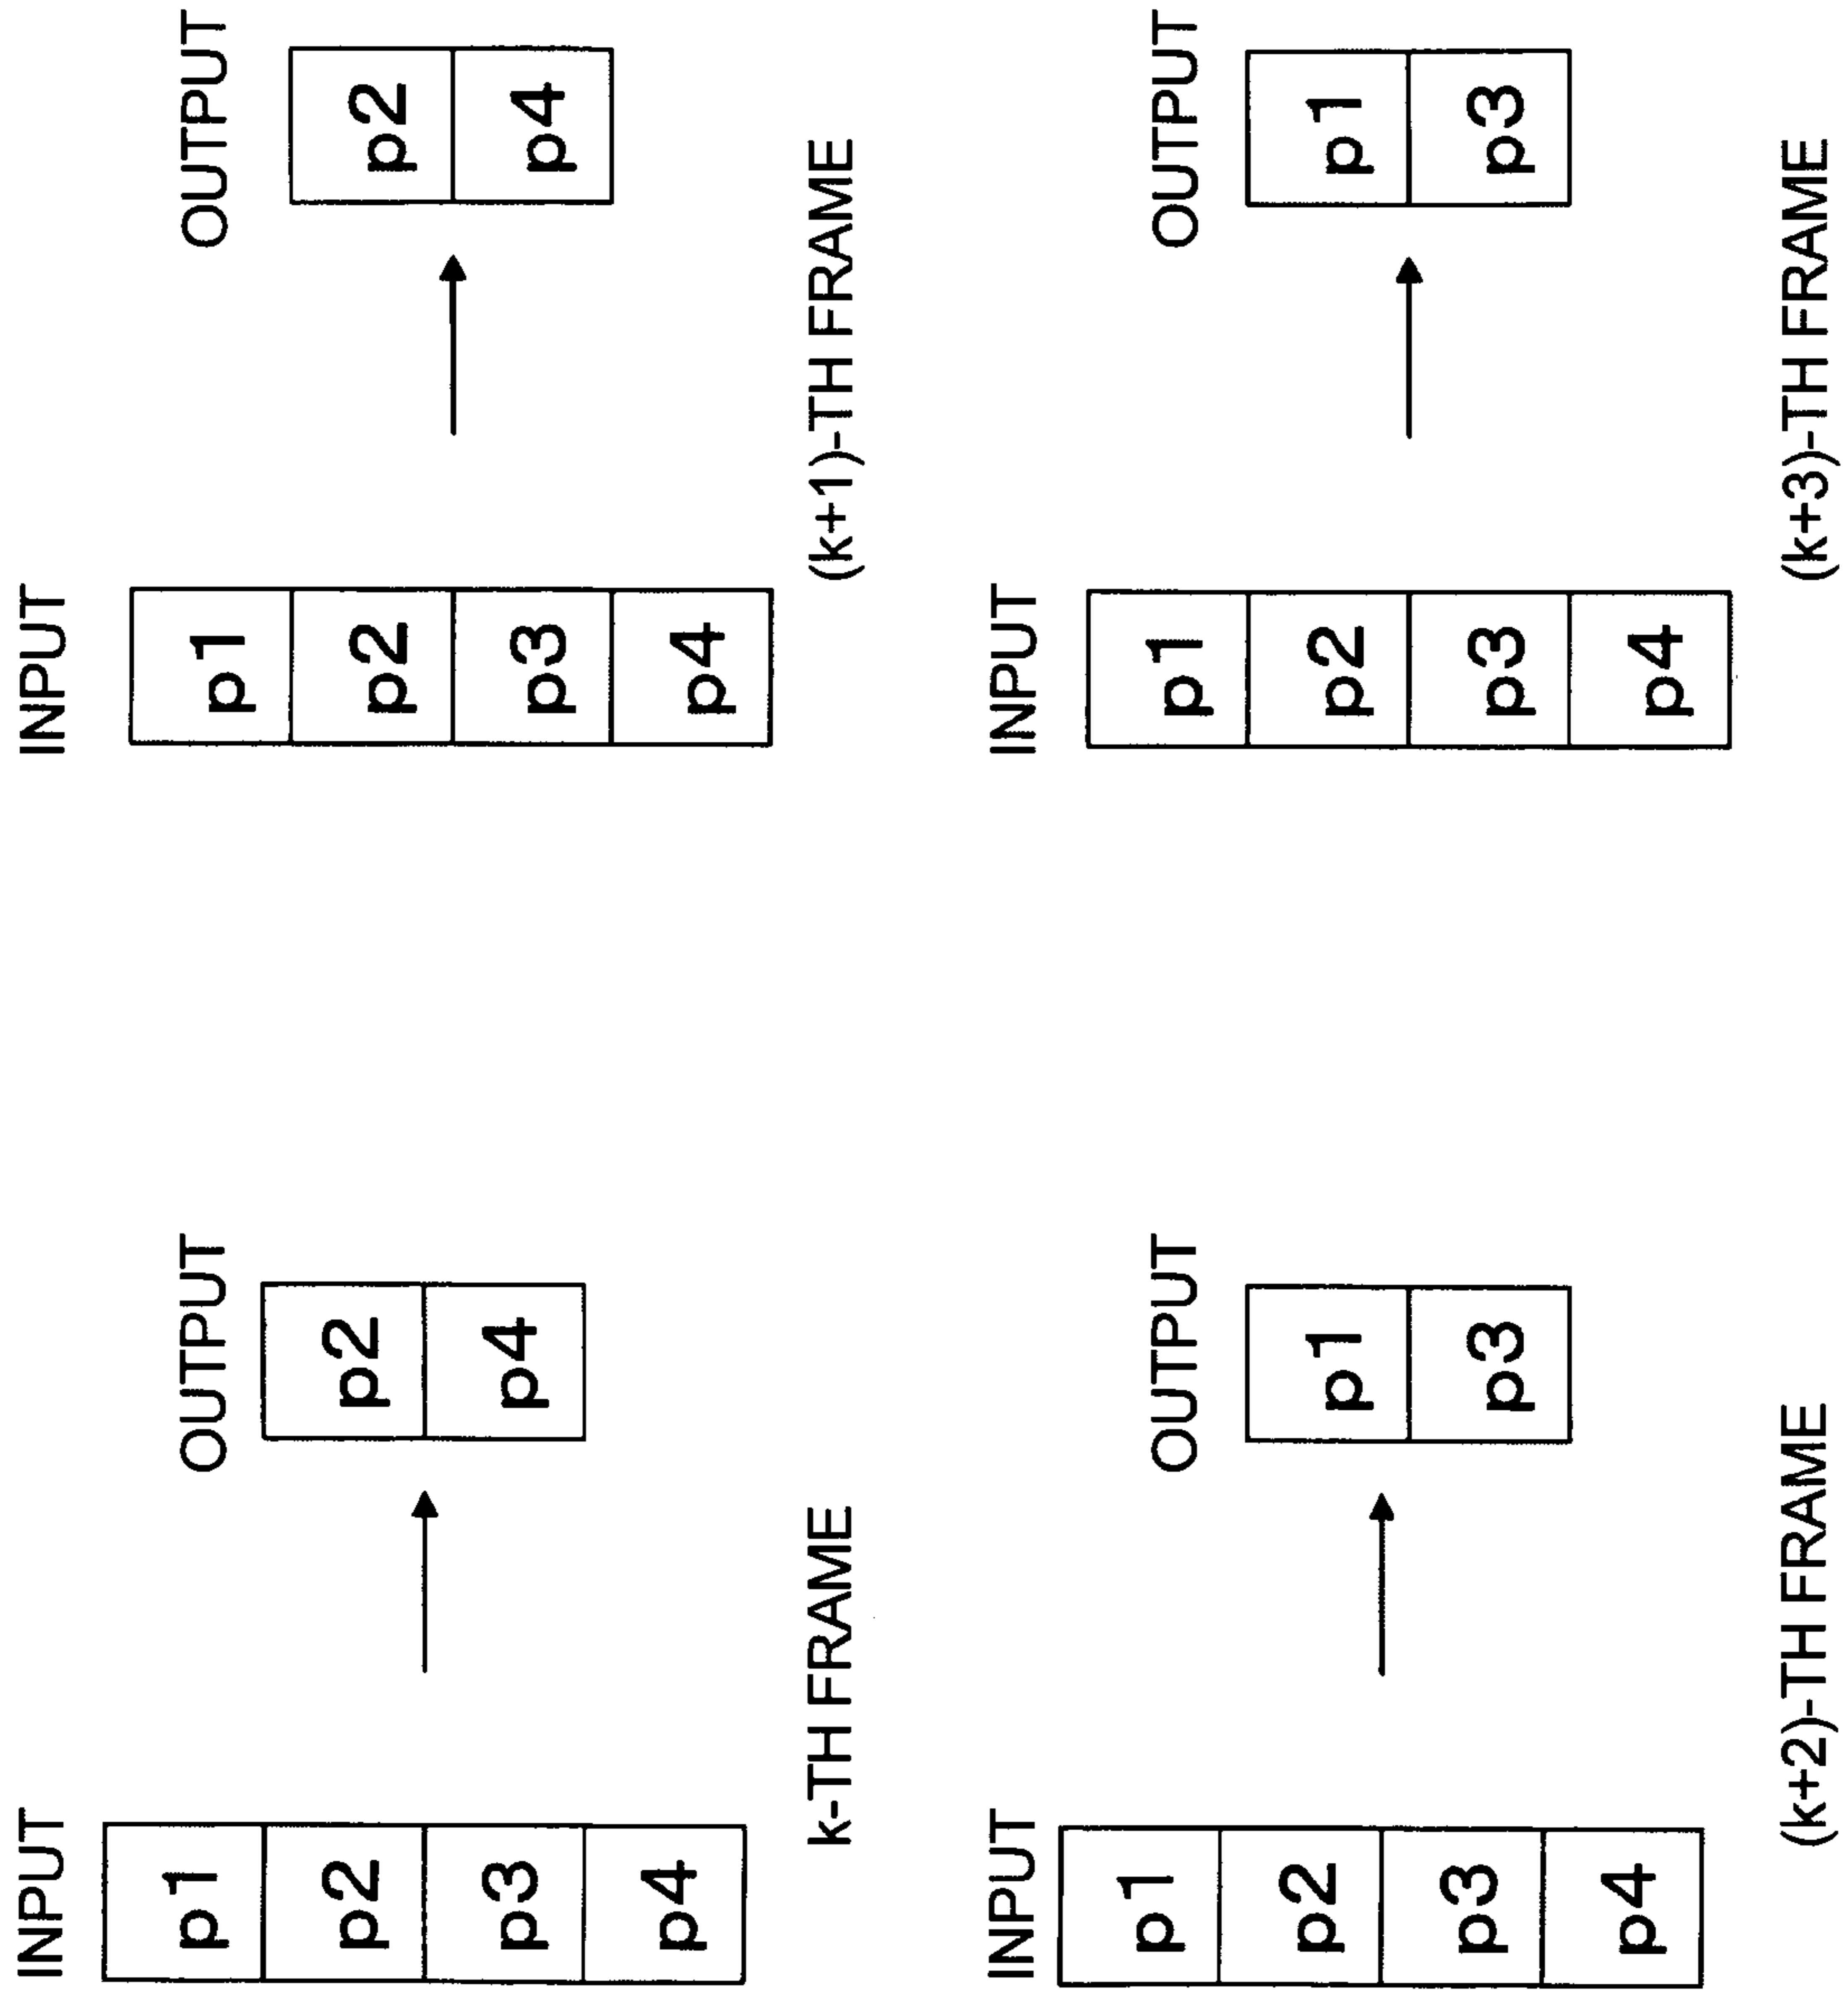 INPUT
OUTPUT
p1
p2
p3
p4
p2
p4
k-TH FRAME
INPUT
OUTPUT
p1
p2
p3
p4
p2
p4
(k+1)-TH FRAME
INPUT
OUTPUT
p1
p2
p3
p4
p1
p3
(k+2)-TH FRAME
INPUT
OUTPUT
p1
p2
p3
p4
p1
p3
(k+3)-TH FRAME